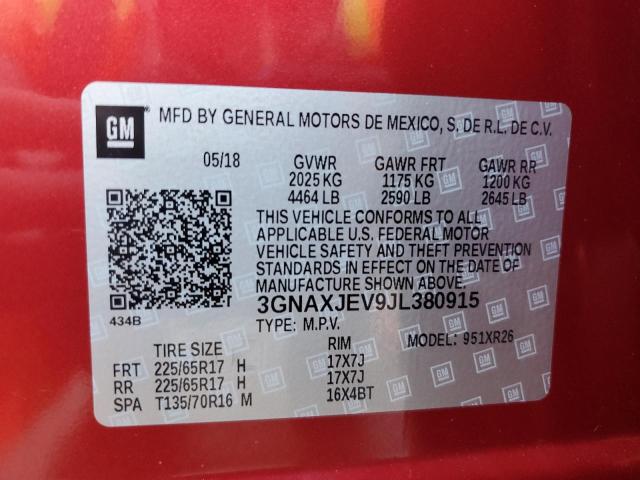 GM
MFD BY GENERAL MOTORS DE MEXICO, S. DE R.L. DE C.V.
05/18 GVWR GAWR FRT GAWR RR
2025 KG 1175 KG 1200 KG
4464 LB 2590 LB 2645 LB
THIS VEHICLE CONFORMS TO ALL
APPLICABLE U.S. FEDERAL MOTOR
VEHICLE SAFETY AND THEFT PREVENTION
STANDARDS IN EFFECT ON THE DATE OF
MANUFACTURE SHOWN ABOVE.
3GNAXJEV9JL380915
434B
TYPE: M.P.V. MODEL: 951XR26
TIRE SIZE RIM
FRT 225/65R17 H 17X7J
RR 225/65R17 H 17X7J
SPA T135/70R16 M 16X4BT